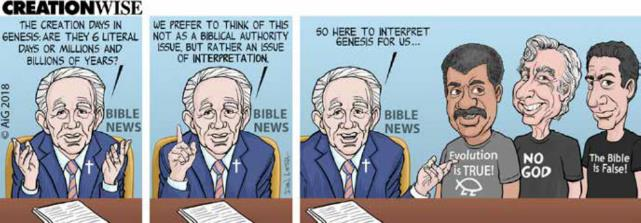 CREATIONWISE
THE CREATION DAYS IN
GENESIS: ARE THEY 6 LITERAL
DAYS OR MILLIONS AND
BILLIONS OF YEARS?
BIBLE
NEWS
© AiG 2018
WE PREFER TO THINK OF THIS
NOT AS A BIBLICAL AUTHORITY
ISSUE, BUT RATHER AN ISSUE
OF INTERPRETATION.
BIBLE
NEWS
SO HERE TO INTERPRET
GENESIS FOR US...
BIBLE
NEWS
Evolution
is TRUE!
NO
GOD
The Bible
is False!